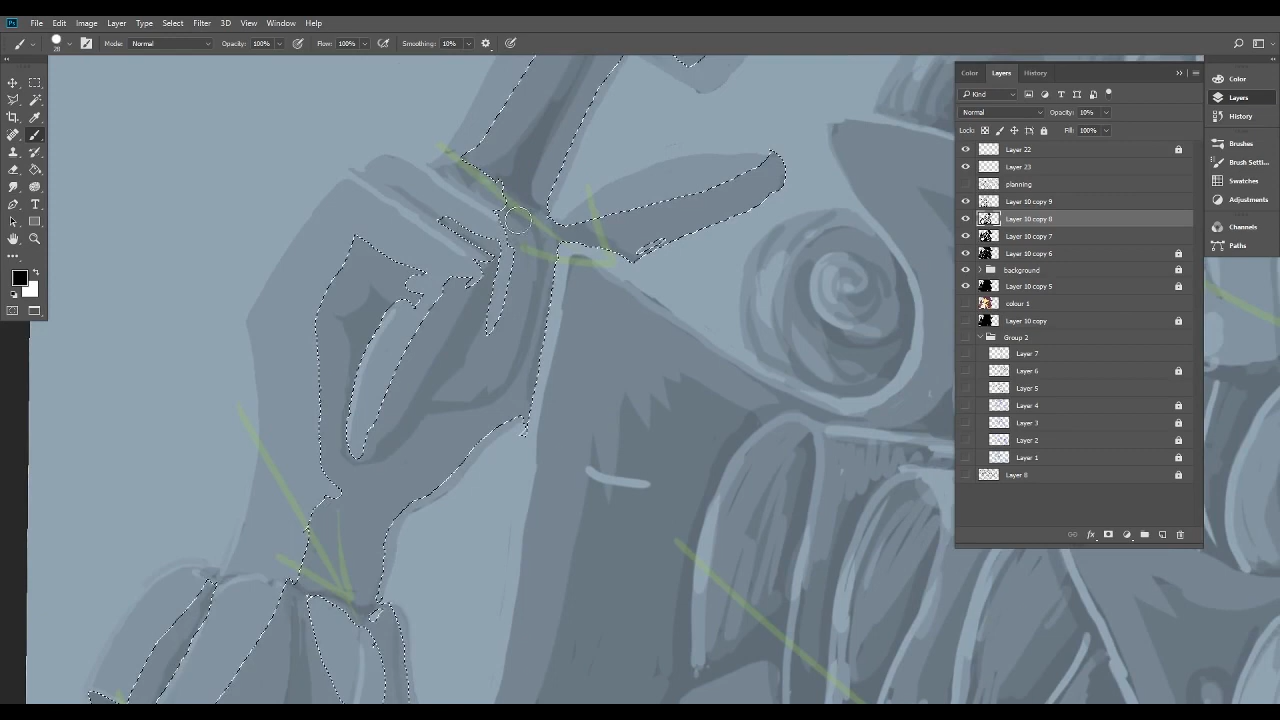 Ps File Edit Image Layer Type Select Filter 3D View Window Help
28 Mode: Normal Opacity: 100% Flow: 100% Smoothing: 10%
Color Layers History
Kind
Normal Opacity: 10%
Lock: Fill: 100%
Layer 22
Layer 23
planning
Layer 10 copy 9
Layer 10 copy 8
Layer 10 copy 7
Layer 10 copy 6
background
Layer 10 copy 5
colour 1
Layer 10 copy
Group 2
Layer 7
Layer 6
Layer 5
Layer 4
Layer 3
Layer 2
Layer 1
Layer 8
fx
Color
Layers
History
Brushes
Brush Setti...
Swatches
Adjustments
Channels
Paths